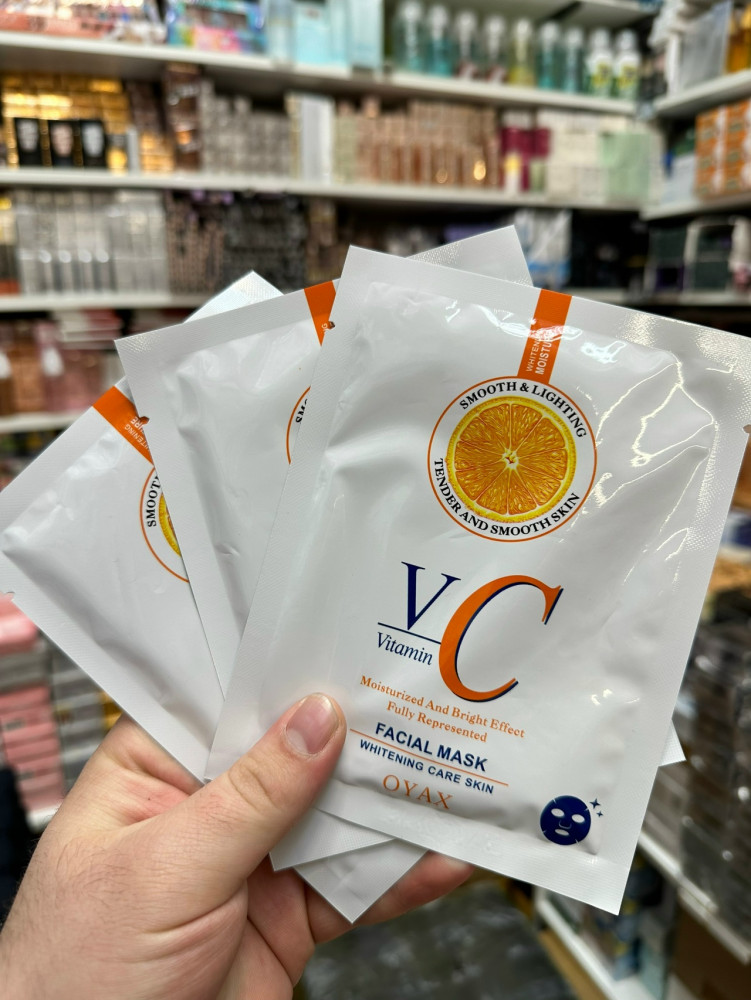 SMOOTH & LIGHTING
TENDER AND SMOOTH SKIN
VC
Vitamin
Moisturized And Bright Effect
Fully Represented
FACIAL MASK
WHITENING CARE SKIN
OYAX